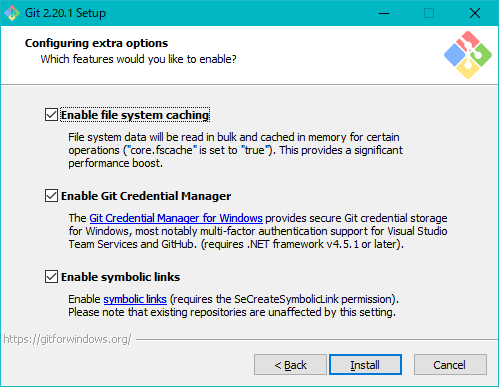 Git 2.20.1 Setup
Configuring extra options
Which features would you like to enable?
Enable file system caching
File system data will be read in bulk and cached in memory for certain
operations ("core.fscache" is set to "true"). This provides a significant
performance boost.
Enable Git Credential Manager
The Git Credential Manager for Windows provides secure Git credential storage
for Windows, most notably multi-factor authentication support for Visual Studio
Team Services and GitHub. (requires .NET framework v4.5.1 or later).
Enable symbolic links
Enable symbolic links (requires the SeCreateSymbolicLink permission).
Please note that existing repositories are unaffected by this setting.
https://gitforwindows.org/
< Back
Install
Cancel